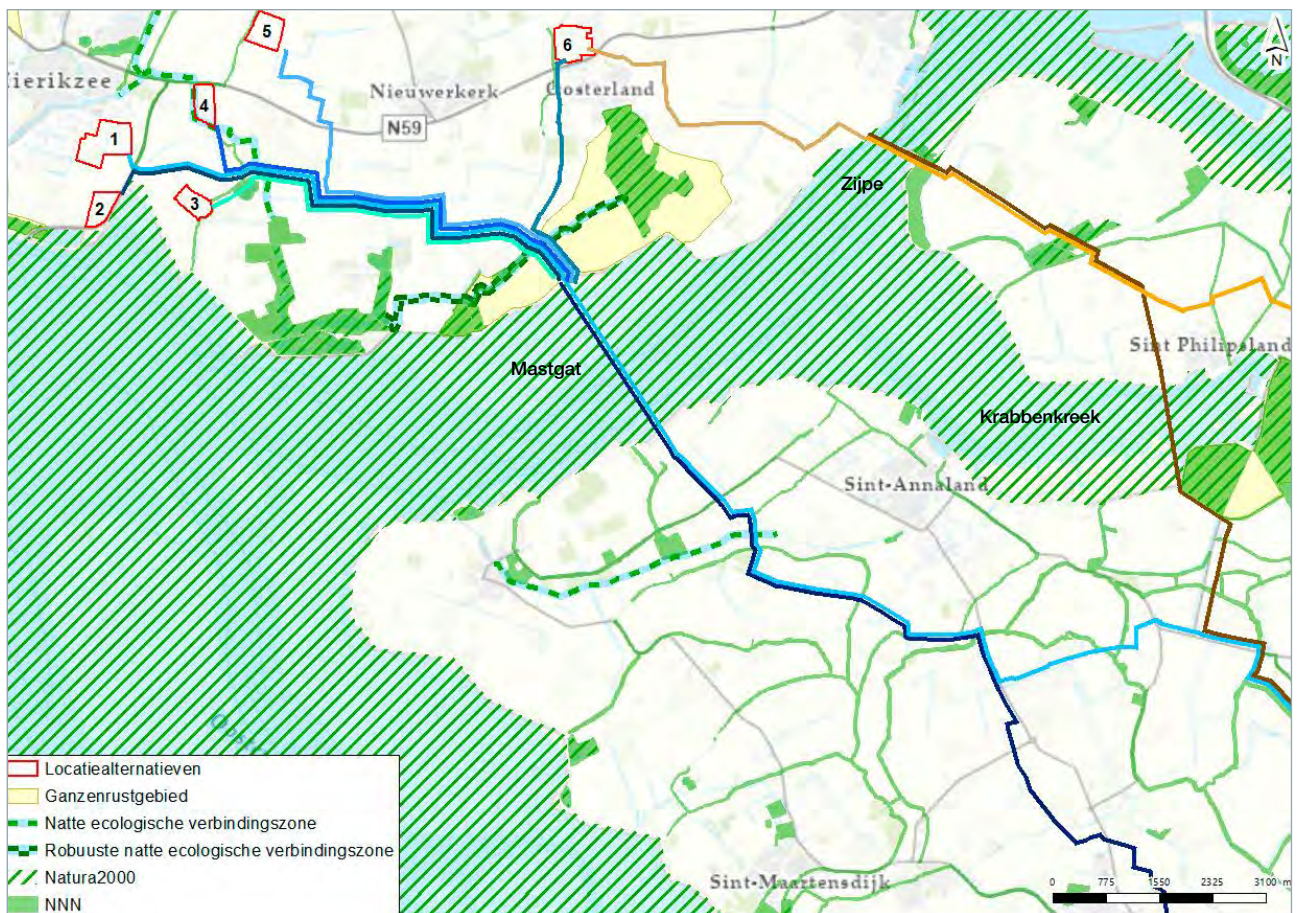 5
6
N
ierikzee
Nieuwerkerk
Oosterland
4
N59
1
Zijpe
2
3
Sint Philipsland
Mastgat
Krabbenkreek
Sint-Annaland
Locatiealternatieven
Ganzenrustgebied
Natte ecologische verbindingszone
Robuuste natte ecologische verbindingszone
Natura2000
NNN
Sint-Maartensdijk
0 775 1550 2325 3100 m